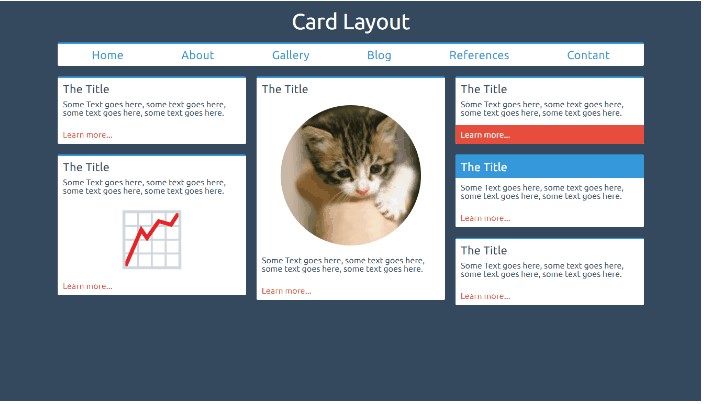 Card Layout
Home About Gallery Blog References Contant
The Title
Some Text goes here, some text goes here,
some text goes here, some text goes here.
Learn more...
The Title
Some Text goes here, some text goes here,
some text goes here, some text goes here.
Learn more...
The Title
Some Text goes here, some text goes here,
some text goes here, some text goes here.
Learn more...
The Title
Some Text goes here, some text goes here,
some text goes here, some text goes here.
Learn more...
The Title
Some Text goes here, some text goes here,
some text goes here, some text goes here.
Learn more...
The Title
Some Text goes here, some text goes here,
some text goes here, some text goes here.
Learn more...